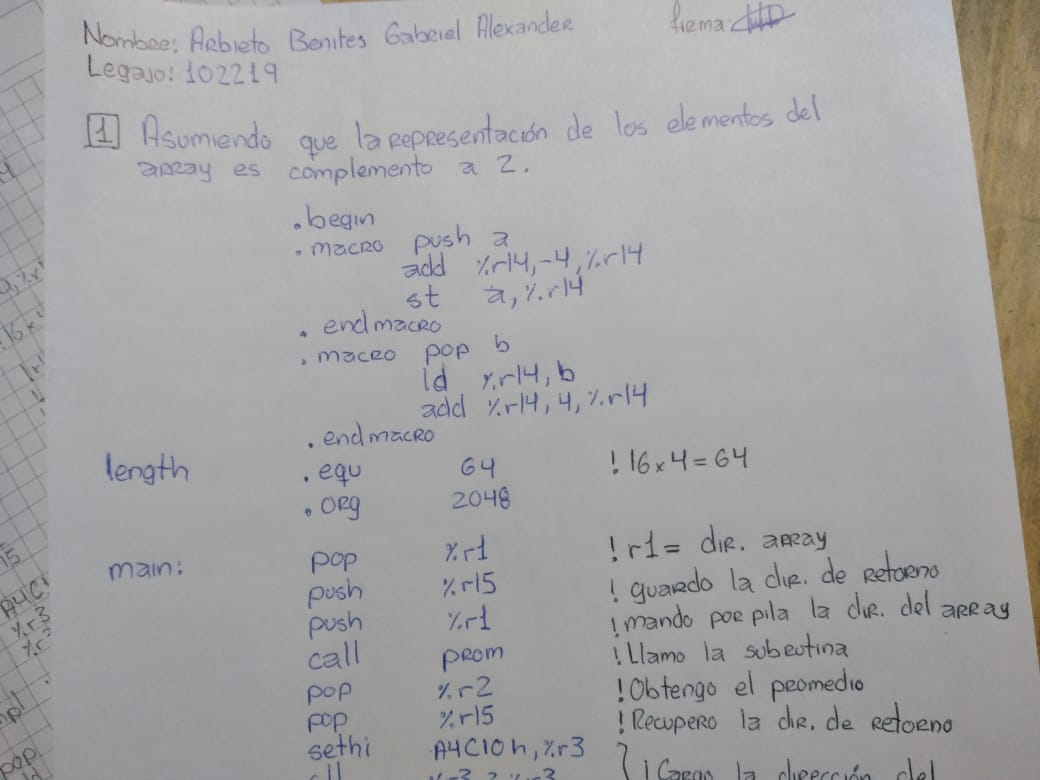 Nombre: Arbieto Benites Gabriel Alexander firma:
Legajo: 102219
1 Asumiendo que la representación de los elementos del
array es complemento a 2.
.begin
.macro push a
add %r14,-4,%r14
st a,%r14
.endmacro
.macro pop b
ld %r14,b
add %r14,4,%r14
.endmacro
length .equ 64 !16x4=64
.org 2048
main: pop %r1 !r1= dir. array
push %r15 ! guardo la dir. de retorno
push %r1 !mando por pila la dir. del array
call prom !Llamo la subrutina
pop %r2 !Obtengo el promedio
pop %r15 !Recupero la dir. de retorno
sethi A4C10h,%r3
! Cargo la dirección del